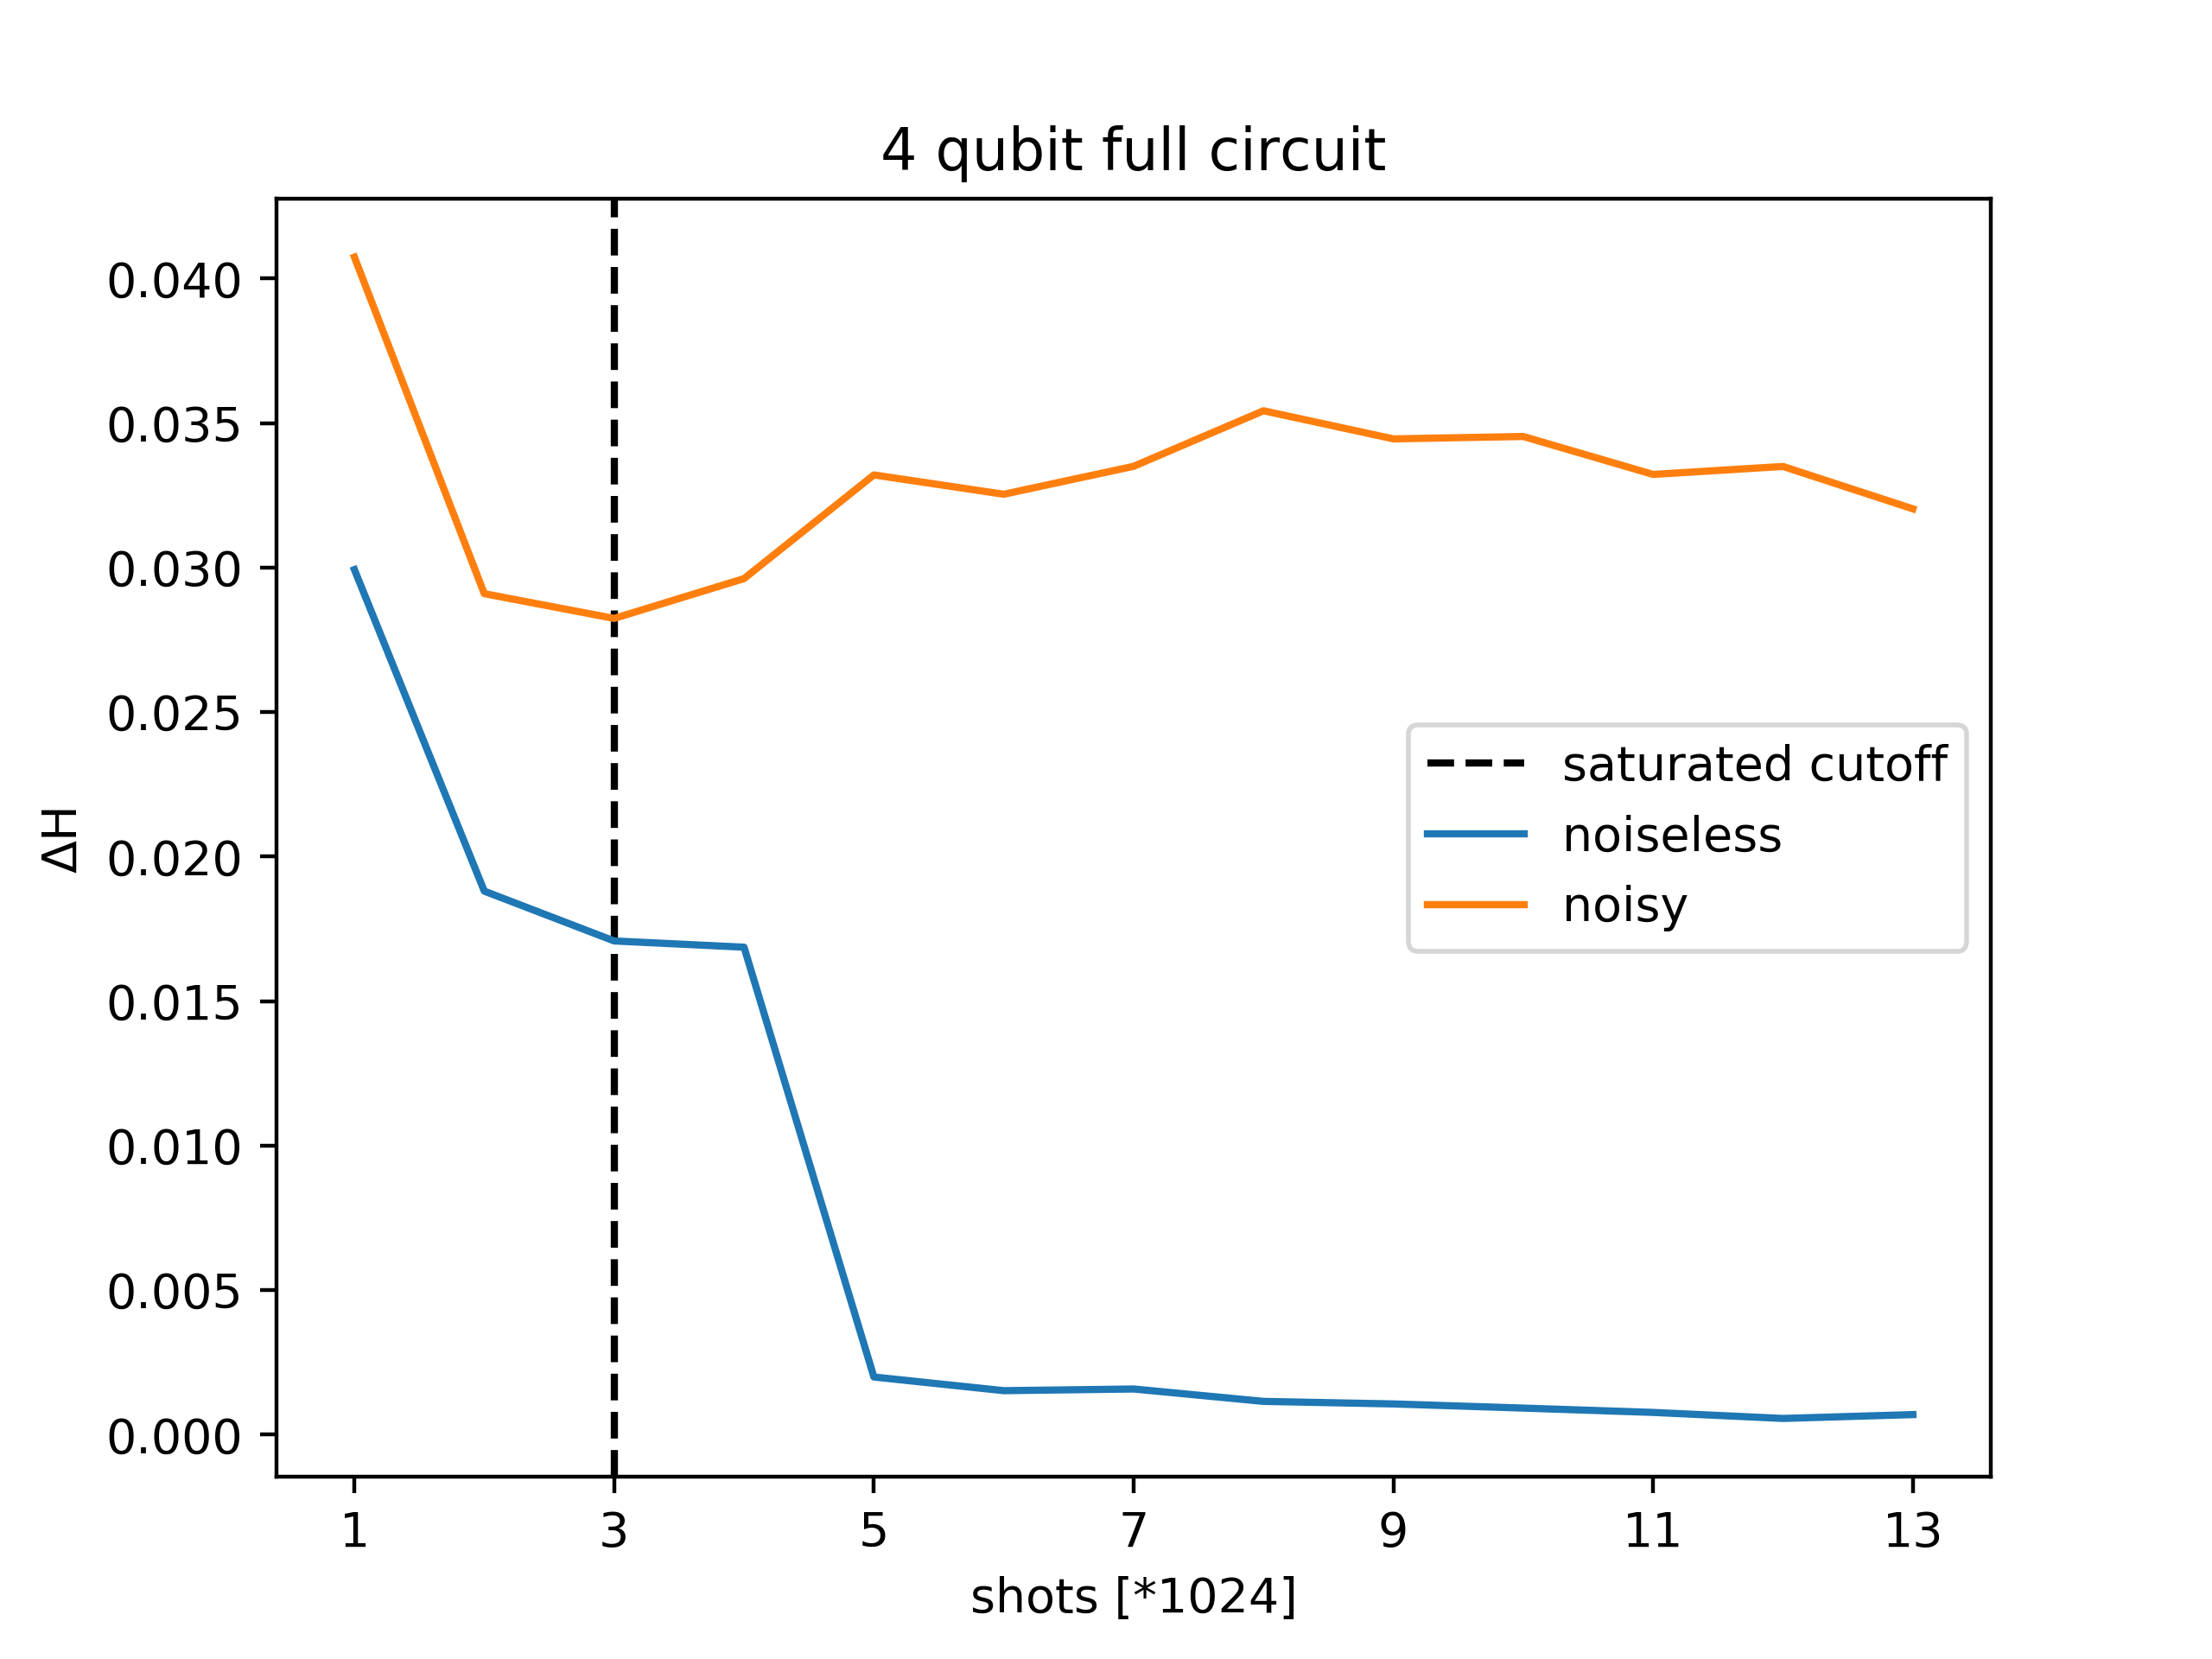 4 qubit full circuit
0.040
0.035
0.030
0.025
0.020
0.015
0.010
0.005
0.000
ΔH
saturated cutoff
noiseless
noisy
1 3 5 7 9 11 13
shots [*1024]